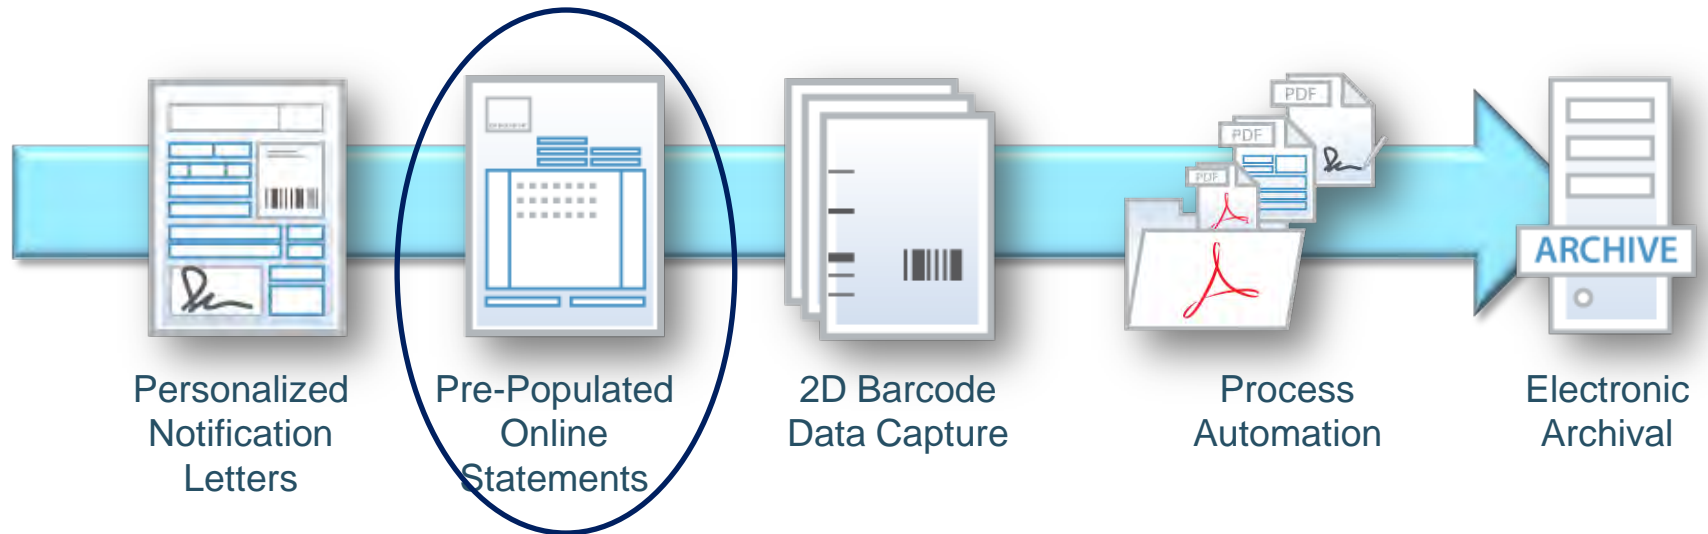 PDF
PDF
PDF
ARCHIVE
Personalized
Notification
Letters
Pre-Populated
Online
Statements
2D Barcode
Data Capture
Process
Automation
Electronic
Archival